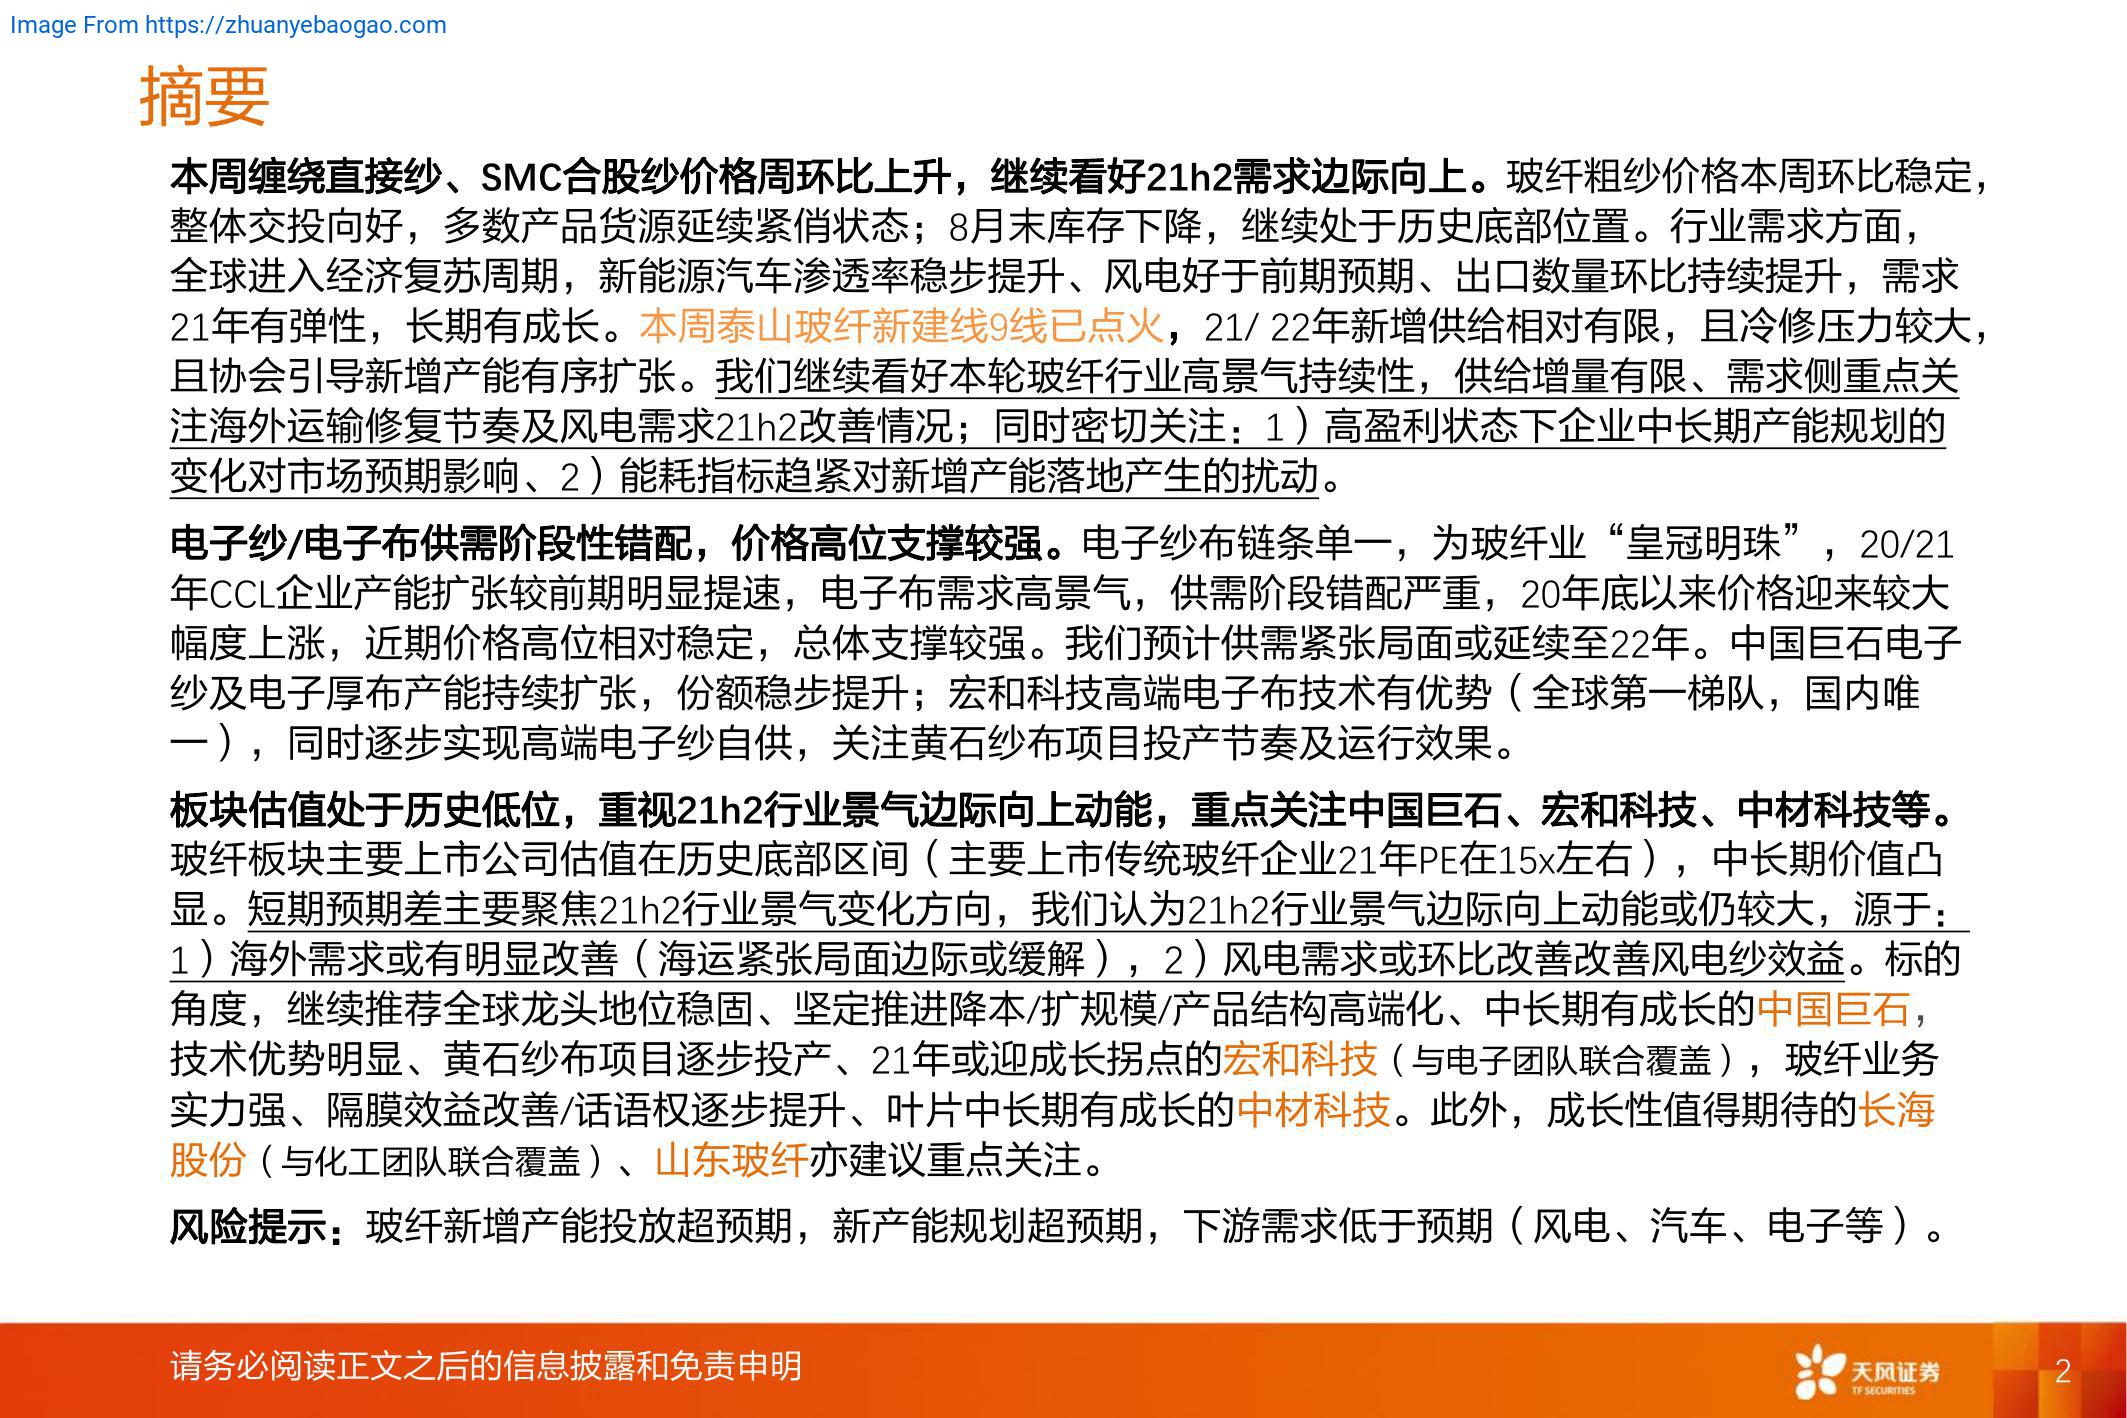 Image From https://zhuanyebaogao.com
摘要
本周缠绕直接纱、SMC合股纱价格周环比上升，继续看好21h2需求边际向上。玻纤粗纱价格本周环比稳定，
整体交投向好，多数产品货源延续紧俏状态；8月末库存下降，继续处于历史底部位置。行业需求方面，
全球进入经济复苏周期，新能源汽车渗透率稳步提升、风电好于前期预期、出口数量环比持续提升，需求
21年有弹性，长期有成长。本周泰山玻纤新建线9线已点火，21/ 22年新增供给相对有限，且冷修压力较大，
且协会引导新增产能有序扩张。我们继续看好本轮玻纤行业高景气持续性，供给增量有限、需求侧重点关
注海外运输修复节奏及风电需求21h2改善情况；同时密切关注：1）高盈利状态下企业中长期产能规划的
变化对市场预期影响、2）能耗指标趋紧对新增产能落地产生的扰动。
电子纱/电子布供需阶段性错配，价格高位支撑较强。电子纱布链条单一，为玻纤业“皇冠明珠”，20/21
年CCL企业产能扩张较前期明显提速，电子布需求高景气，供需阶段错配严重，20年底以来价格迎来较大
幅度上涨，近期价格高位相对稳定，总体支撑较强。我们预计供需紧张局面或延续至22年。中国巨石电子
纱及电子厚布产能持续扩张，份额稳步提升；宏和科技高端电子布技术有优势（全球第一梯队，国内唯
一），同时逐步实现高端电子纱自供，关注黄石纱布项目投产节奏及运行效果。
板块估值处于历史低位，重视21h2行业景气边际向上动能，重点关注中国巨石、宏和科技、中材科技等。
玻纤板块主要上市公司估值在历史底部区间（主要上市传统玻纤企业21年PE在15x左右），中长期价值凸
显。短期预期差主要聚焦21h2行业景气变化方向，我们认为21h2行业景气边际向上动能或仍较大，源于：
1）海外需求或有明显改善（海运紧张局面边际或缓解），2）风电需求或环比改善改善风电纱效益。标的
角度，继续推荐全球龙头地位稳固、坚定推进降本/扩规模/产品结构高端化、中长期有成长的中国巨石，
技术优势明显、黄石纱布项目逐步投产、21年或迎成长拐点的宏和科技（与电子团队联合覆盖），玻纤业务
实力强、隔膜效益改善/话语权逐步提升、叶片中长期有成长的中材科技。此外，成长性值得期待的长海
股份（与化工团队联合覆盖）、山东玻纤亦建议重点关注。
风险提示：玻纤新增产能投放超预期，新产能规划超预期，下游需求低于预期（风电、汽车、电子等）。
请务必阅读正文之后的信息披露和免责申明
天风证券
TF SECURITIES
2